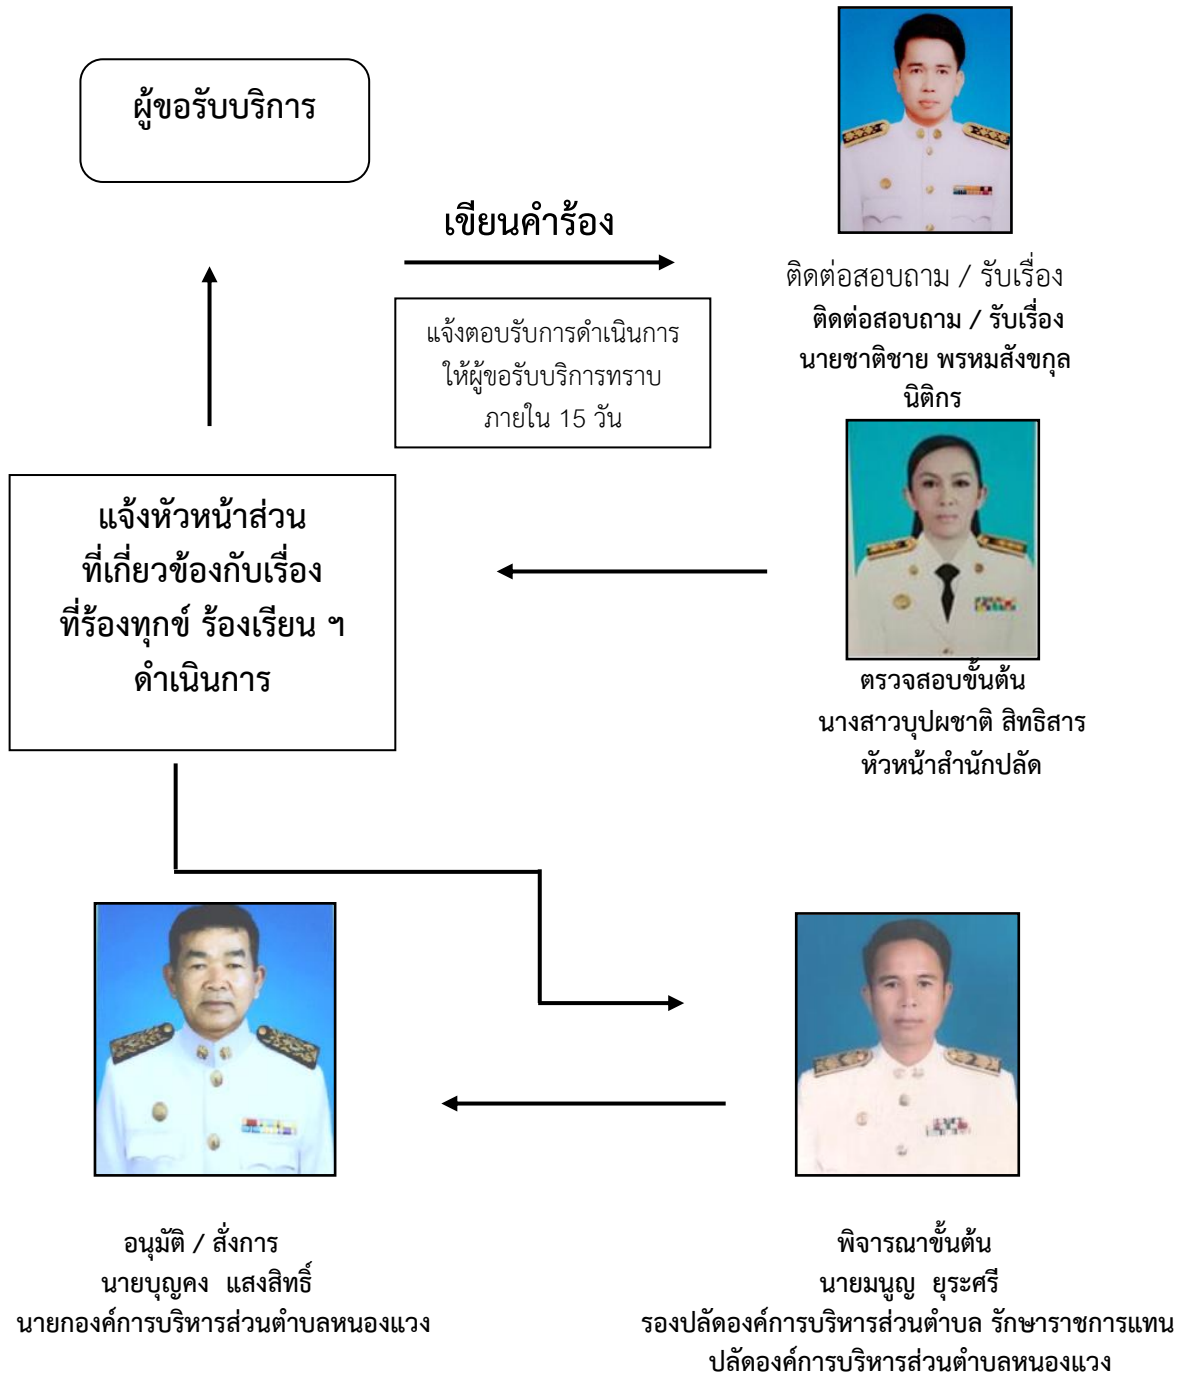 ผู้ขอรับบริการ
เขียนคำร้อง
ติดต่อสอบถาม / รับเรื่อง
ติดต่อสอบถาม / รับเรื่อง
นายชาติชาย พรหมสังขกุล
นิติกร
แจ้งตอบรับการดำเนินการ
ให้ผู้ขอรับบริการทราบ
ภายใน 15 วัน
แจ้งหัวหน้าส่วน
ที่เกี่ยวข้องกับเรื่อง
ที่ร้องทุกข์ ร้องเรียน ฯ
ดำเนินการ
ตรวจสอบขั้นต้น
นางสาวบุปผชาติ สิทธิสาร
หัวหน้าสำนักปลัด
อนุมัติ / สั่งการ
นายบุญคง แสงสิทธิ์
นายกองค์การบริหารส่วนตำบลหนองแวง
พิจารณาขั้นต้น
นายมนูญ ยุระศรี
รองปลัดองค์การบริหารส่วนตำบล รักษาราชการแทน
ปลัดองค์การบริหารส่วนตำบลหนองแวง